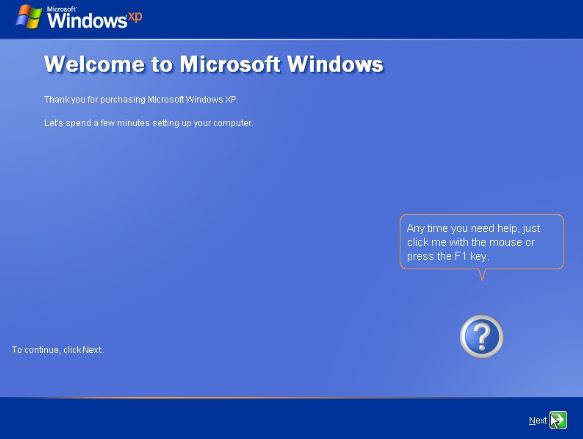 Microsoft
Windows xp
Welcome to Microsoft Windows
Thank you for purchasing Microsoft Windows XP.
Let's spend a few minutes setting up your computer.
Any time you need help, just
click me with the mouse or
press the F1 key.
?
To continue, click Next.
Next